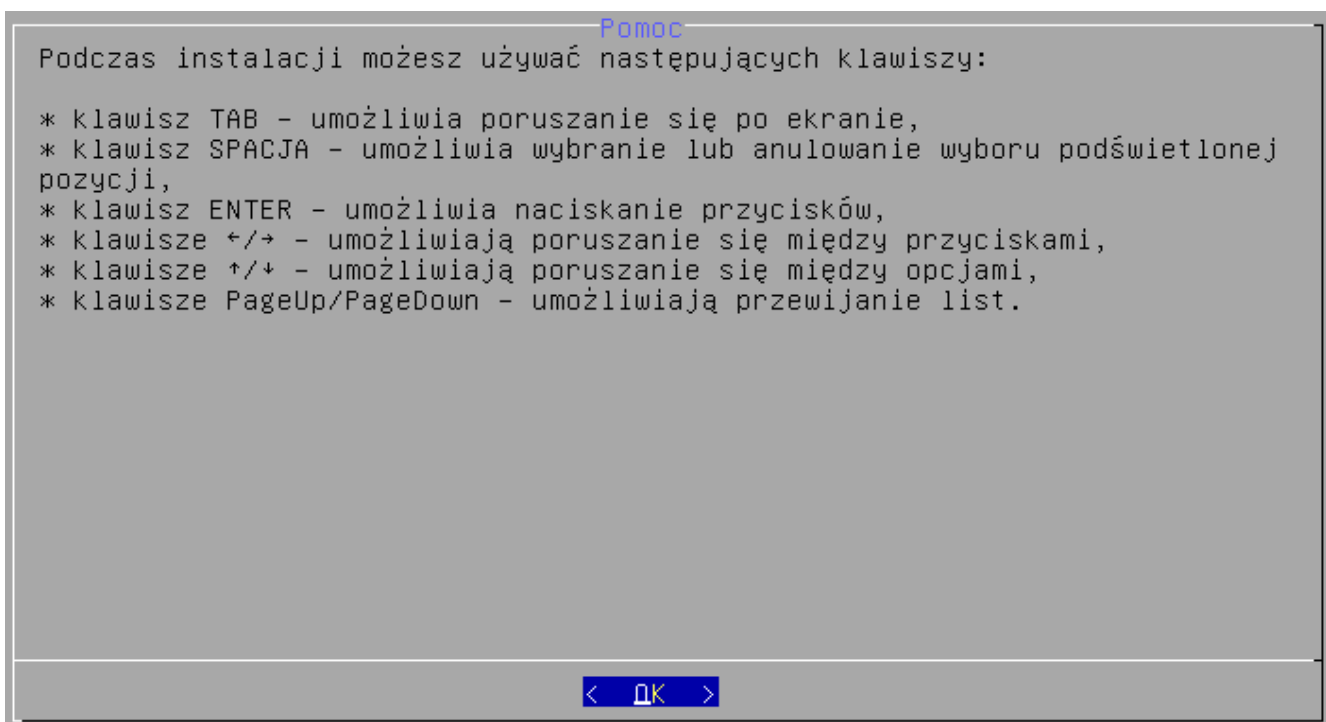 Pomoc
Podczas instalacji możesz używać następujących klawiszy:
* klawisz TAB – umożliwia poruszanie się po ekranie,
* klawisz SPACJA – umożliwia wybranie lub anulowanie wyboru podświetlonej
pozycji,
* klawisz ENTER – umożliwia naciskanie przycisków,
* klawisze ←/→ – umożliwiają poruszanie się między przyciskami,
* klawisze ↑/↓ – umożliwiają poruszanie się między opcjami,
* klawisze PageUp/PageDown – umożliwiają przewijanie list.
< OK >